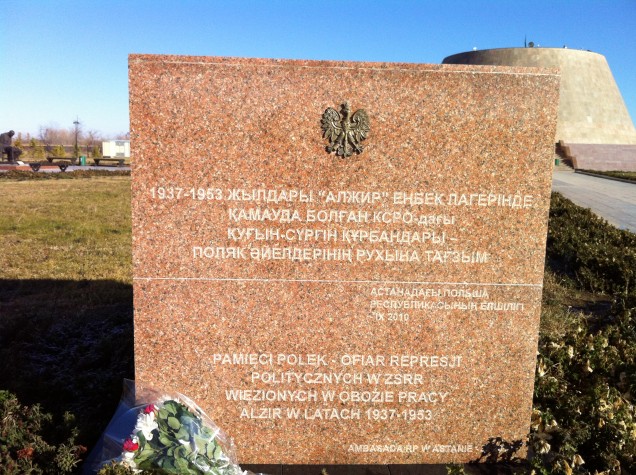 1937-1953 ЖЫЛДАРЫ "АЛЖИР" ЕҢБЕК ЛАГЕРІНДЕ
ҚАМАУДА БОЛҒАН КСРО-дағы
ҚУҒЫН-СҮРГІН ҚҰРБАНДАРЫ –
ПОЛЯК ӘЙЕЛДЕРІНІҢ РУХЫНА ТАҒЗЫМ
АСТАНАДАҒЫ ПОЛЬША
РЕСПУБЛИКАСЫНЫҢ ЕЛШІЛІГІ
IX 2010
PAMIĘCI POLEK - OFIAR REPRESJI
POLITYCZNYCH W ZSRR
WIĘZIONYCH W OBOZIE PRACY
ALŻIR W LATACH 1937-1953
AMBASADA RP W ASTANIE